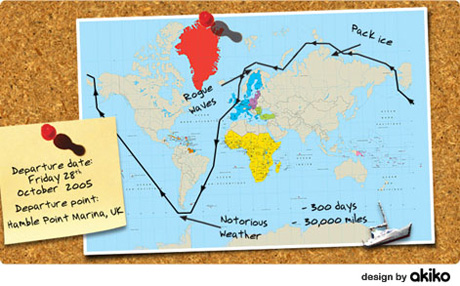 Pack ice
Rogue
Waves
Departure date:
Friday 28th
October 2005
Departure point:
Hamble Point Marina, UK
Notorious
Weather
- 300 days
- 30,000 miles
design by akiko